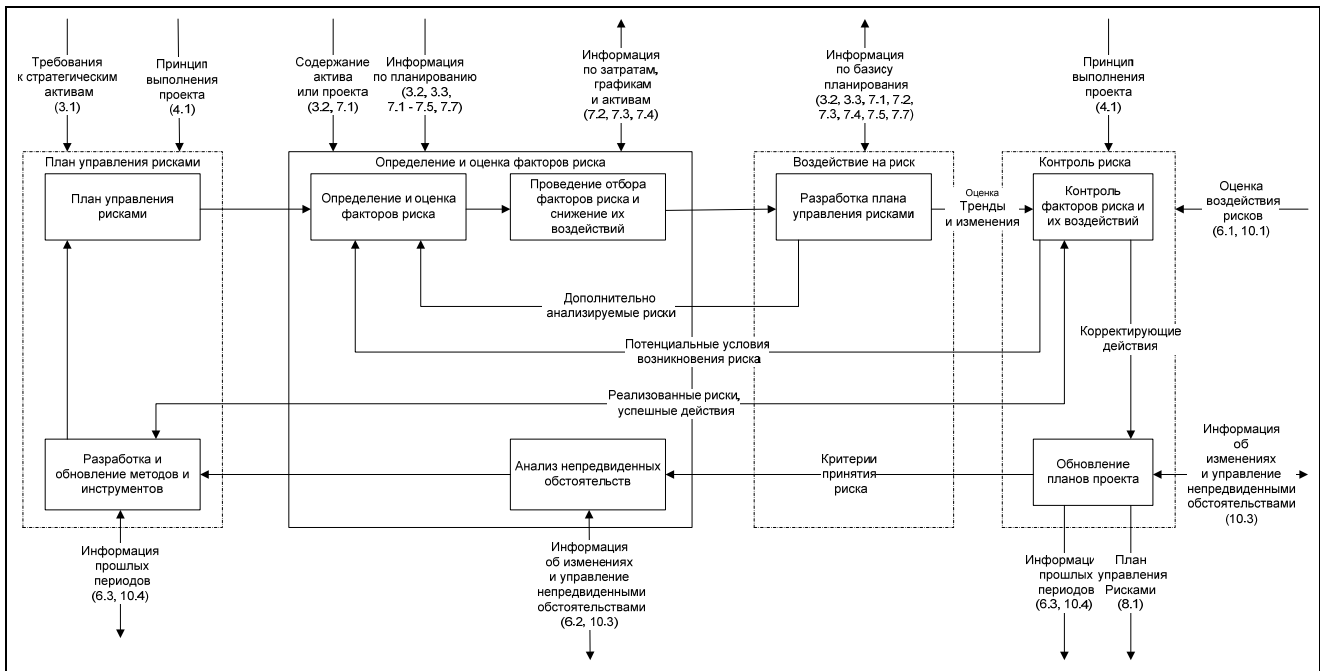 Требования
к стратегическим
активам
(3.1)
Принцип
выполнения
проекта
(4.1)
Содержание
актива
или проекта
(3.2, 7.1)
Информация
по планированию
(3.2, 3.3,
7.1 - 7.5, 7.7)
Информация
по затратам,
графикам
и активам
(7.2, 7.3, 7.4)
Информация
по базису
планирования
(3.2, 3.3, 7.1, 7.2,
7.3, 7.4, 7.5, 7.7)
Принцип
выполнения
проекта
(4.1)
План управления рисками
План управления
рисками
Определение и оценка факторов риска
Определение и оценка
факторов риска
Проведение отбора
факторов риска и
снижение их
воздействий
Воздействие на риск
Разработка плана
управления рисками
Оценка
Тренды
и изменения
Контроль риска
Контроль
факторов риска и
их воздействий
Оценка
воздействия
рисков
(6.1, 10.1)
Дополнительно
анализируемые риски
Потенциальные условия
возникновения риска
Корректирующие
действия
Реализованные риски,
успешные действия
Разработка и
обновление методов и
инструментов
Анализ непредвиденных
обстоятельств
Критерии
принятия
риска
Обновление
планов проекта
Информация
об
изменениях
и управление
непредвиденными
обстоятельствами
(10.3)
Информация
прошлых
периодов
(6.3, 10.4)
Информация
об изменениях
и управление
непредвиденными
обстоятельствами
(6.2, 10.3)
Информаци
прошлых
периодов
(6.3, 10.4)
План
управления
Рисками
(8.1)